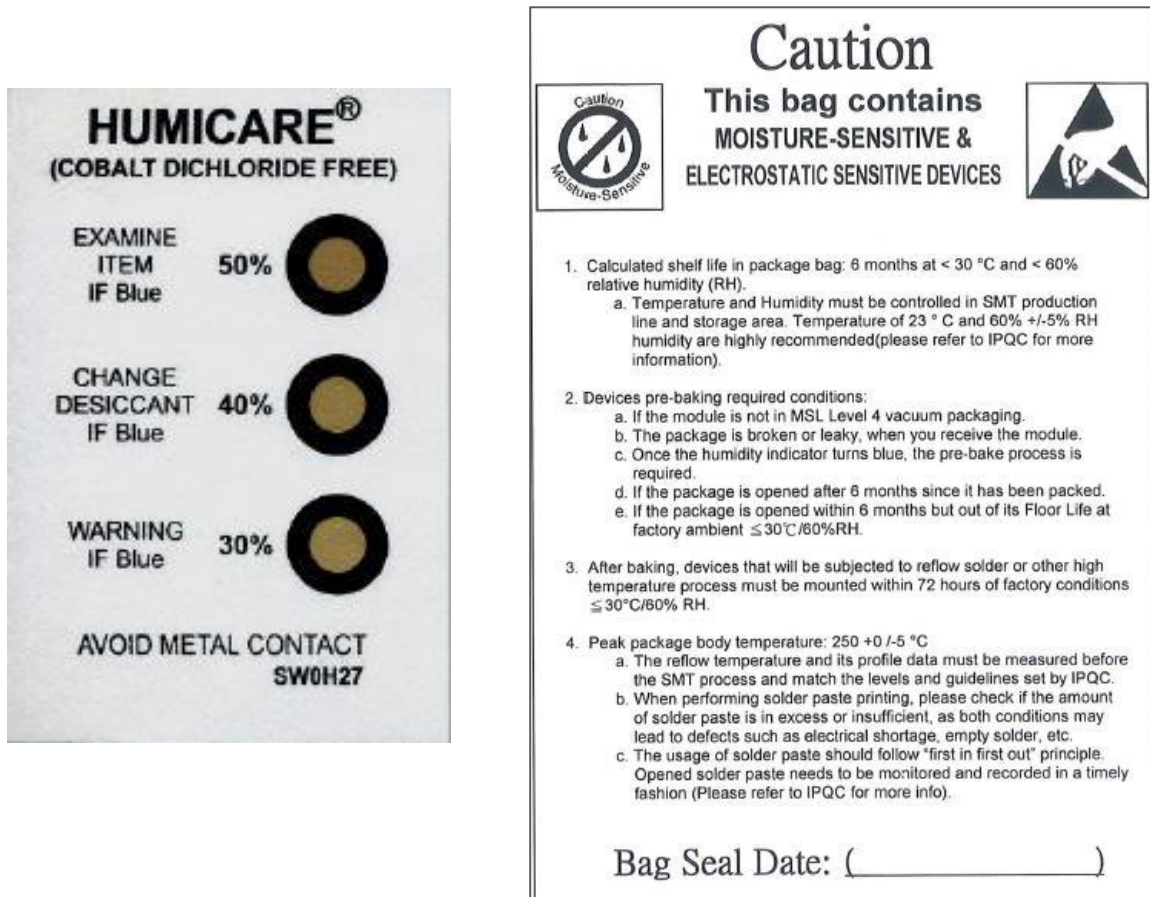 HUMICARE®
(COBALT DICHLORIDE FREE)
EXAMINE
ITEM
IF Blue
50%
CHANGE
DESICCANT
IF Blue
40%
WARNING
IF Blue
30%
AVOID METAL CONTACT
SW0H27
Caution
Caution
Moisture-Sensitive
This bag contains
MOISTURE-SENSITIVE &
ELECTROSTATIC SENSITIVE DEVICES
1. Calculated shelf life in package bag: 6 months at < 30 °C and < 60%
relative humidity (RH).
a. Temperature and Humidity must be controlled in SMT production
line and storage area. Temperature of 23 ° C and 60% +/-5% RH
humidity are highly recommended(please refer to IPQC for more
information).
2. Devices pre-baking required conditions:
a. If the module is not in MSL Level 4 vacuum packaging.
b. The package is broken or leaky, when you receive the module.
c. Once the humidity indicator turns blue, the pre-bake process is
required.
d. If the package is opened after 6 months since it has been packed.
e. If the package is opened within 6 months but out of its Floor Life at
factory ambient ≦30℃/60%RH.
3. After baking, devices that will be subjected to reflow solder or other high
temperature process must be mounted within 72 hours of factory conditions
≦30°C/60% RH.
4. Peak package body temperature: 250 +0 /-5 °C
a. The reflow temperature and its profile data must be measured before
the SMT process and match the levels and guidelines set by IPQC.
b. When performing solder paste printing, please check if the amount
of solder paste is in excess or insufficient, as both conditions may
lead to defects such as electrical shortage, empty solder, etc.
c. The usage of solder paste should follow "first in first out" principle.
Opened solder paste needs to be monitored and recorded in a timely
fashion (Please refer to IPQC for more info).
Bag Seal Date: (____________)